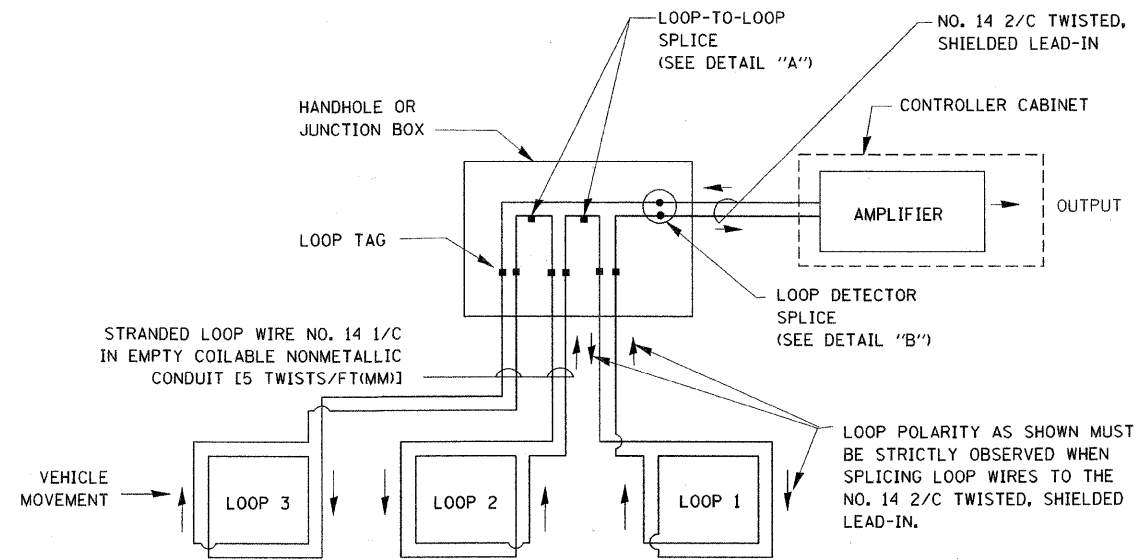 LOOP-TO-LOOP
SPLICE
(SEE DETAIL "A")
NO. 14 2/C TWISTED,
SHIELDED LEAD-IN
HANDHOLE OR
JUNCTION BOX
CONTROLLER CABINET
AMPLIFIER
OUTPUT
LOOP TAG
LOOP DETECTOR
SPLICE
(SEE DETAIL "B")
STRANDED LOOP WIRE NO. 14 1/C
IN EMPTY COILABLE NONMETALLIC
CONDUIT [5 TWISTS/FT(MM)]
LOOP POLARITY AS SHOWN MUST
BE STRICTLY OBSERVED WHEN
SPLICING LOOP WIRES TO THE
NO. 14 2/C TWISTED, SHIELDED
LEAD-IN.
VEHICLE
MOVEMENT
LOOP 3
LOOP 2
LOOP 1